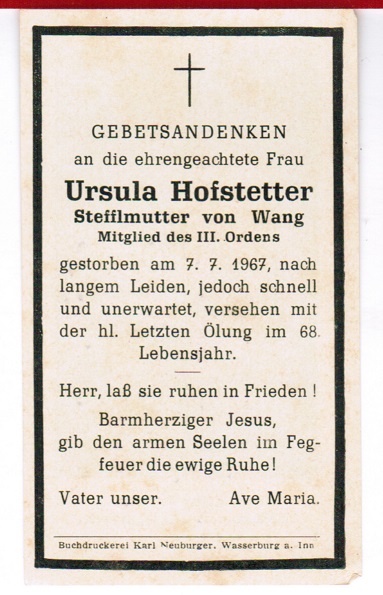 GEBETSANDENKEN
an die ehrengeachtete Frau
Ursula Hofstetter
Stefflmutter von Wang
Mitglied des III. Ordens
gestorben am 7. 7. 1967, nach
langem Leiden, jedoch schnell
und unerwartet, versehen mit
der hl. Letzten Ölung im 68.
Lebensjahr.
Herr, laß sie ruhen in Frieden !
Barmherziger Jesus,
gib den armen Seelen im Feg-
feuer die ewige Ruhe !
Vater unser. Ave Maria.
Buchdruckerei Karl Neuburger, Wasserburg a. Inn